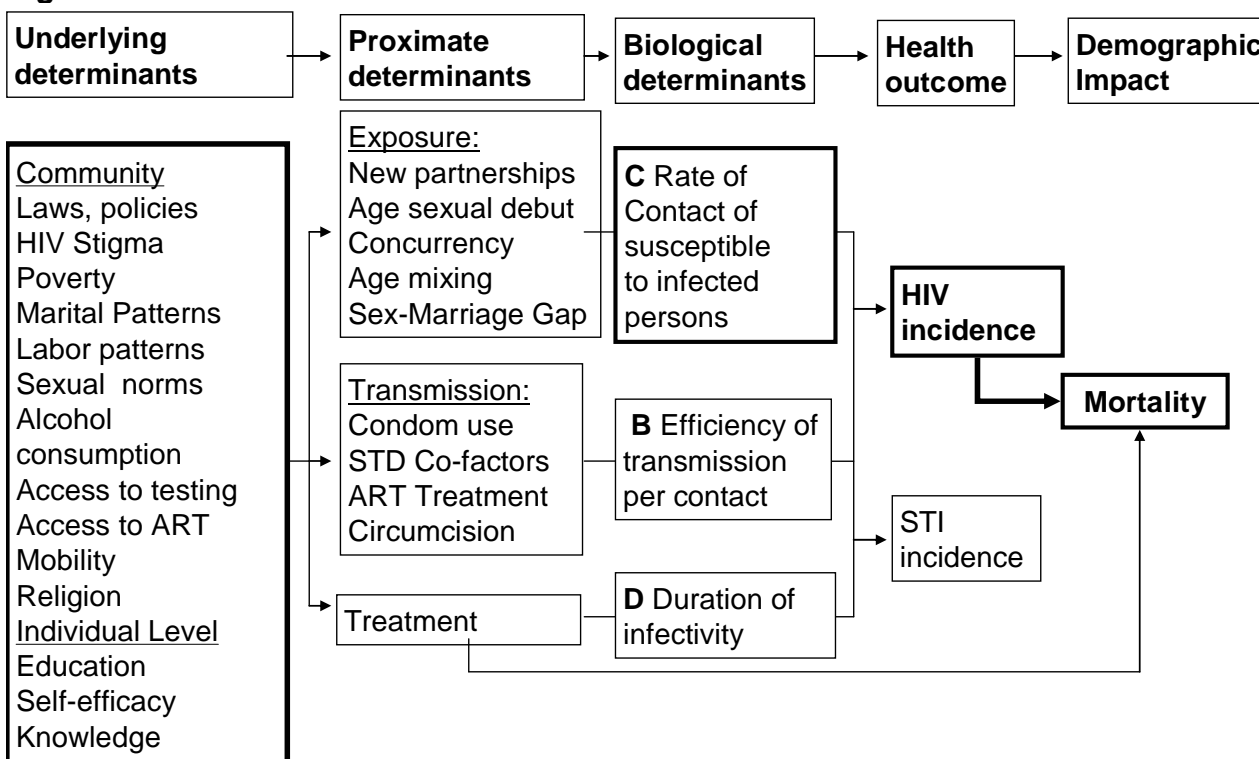 Underlying
determinants
Proximate
determinants
Biological
determinants
Health
outcome
Demographic
Impact
Community
Laws, policies
HIV Stigma
Poverty
Marital Patterns
Labor patterns
Sexual norms
Alcohol
consumption
Access to testing
Access to ART
Mobility
Religion
Individual Level
Education
Self-efficacy
Knowledge
Exposure:
New partnerships
Age sexual debut
Concurrency
Age mixing
Sex-Marriage Gap
Transmission:
Condom use
STD Co-factors
ART Treatment
Circumcision
Treatment
C Rate of
Contact of
susceptible
to infected
persons
B Efficiency of
transmission
per contact
D Duration of
infectivity
HIV
incidence
STI
incidence
Mortality